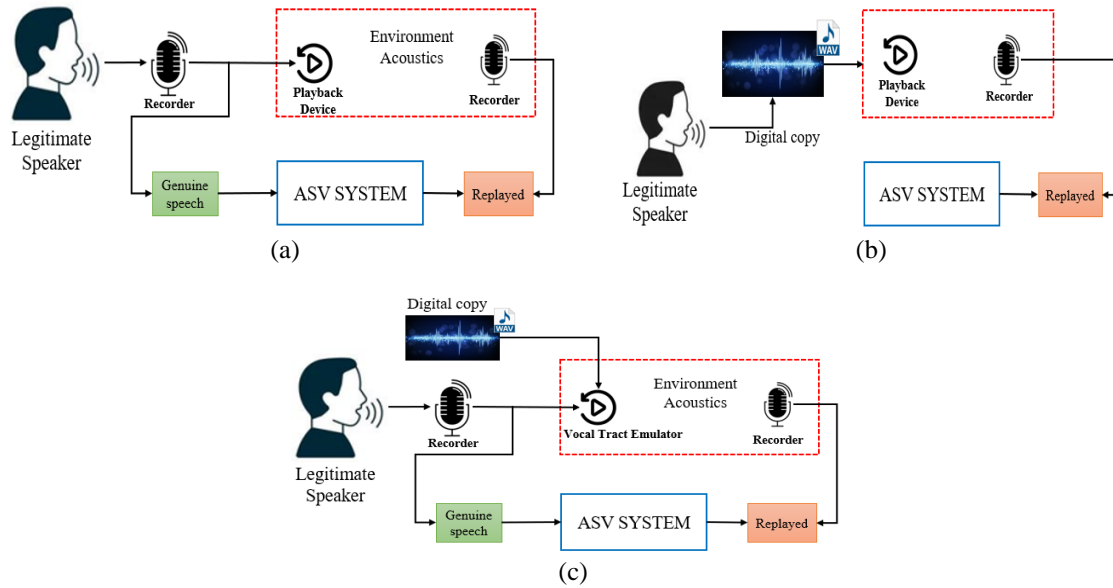 Recorder
Playback
Device
Environment
Acoustics
Recorder
Legitimate
Speaker
Genuine
speech
ASV SYSTEM
Replayed
(a)
WAV
Digital copy
Playback
Device
Recorder
Legitimate
Speaker
ASV SYSTEM
Replayed
(b)
Digital copy
WAV
Recorder
Vocal Tract Emulator
Environment
Acoustics
Recorder
Legitimate
Speaker
Genuine
speech
ASV SYSTEM
Replayed
(c)